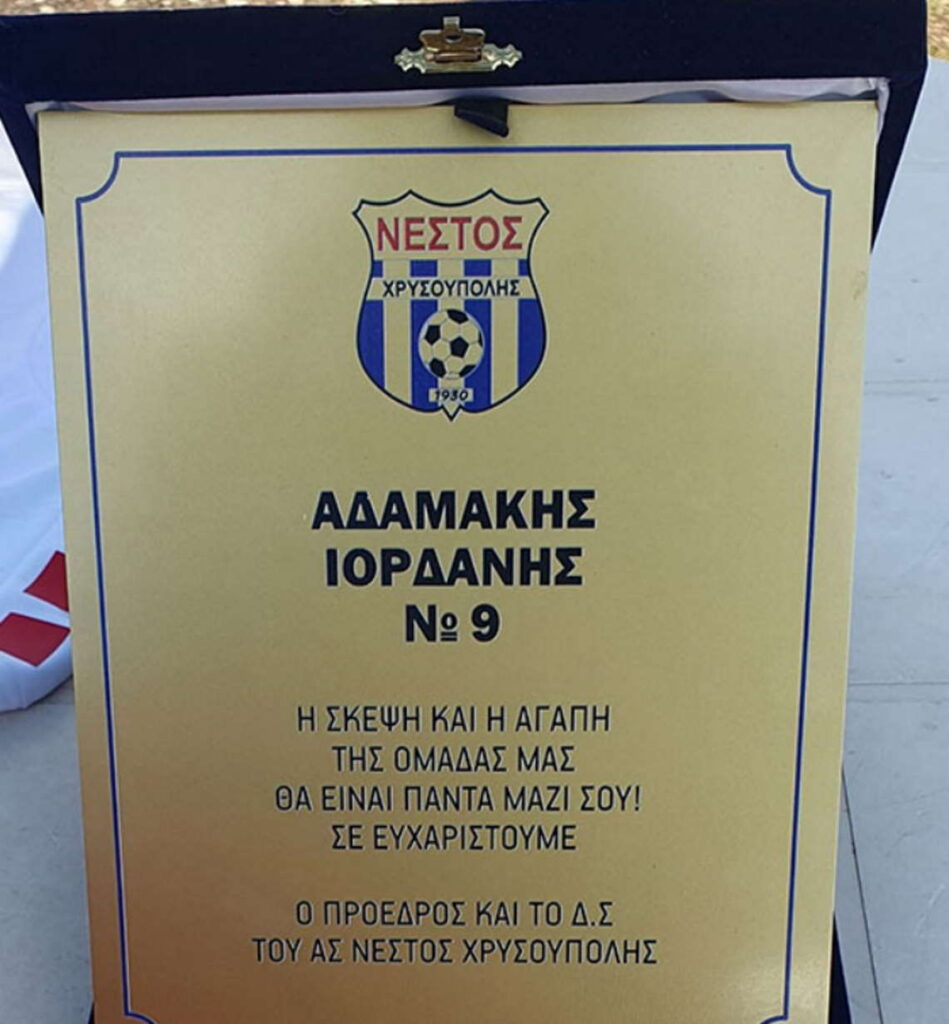 ΝΕΣΤΟΣ
ΧΡΥΣΟΥΠΟΛΗΣ
1930
ΑΔΑΜΑΚΗΣ
ΙΟΡΔΑΝΗΣ
№ 9
Η ΣΚΕΨΗ ΚΑΙ Η ΑΓΑΠΗ
ΤΗΣ ΟΜΑΔΑΣ ΜΑΣ
ΘΑ ΕΙΝΑΙ ΠΑΝΤΑ ΜΑΖΙ ΣΟΥ!
ΣΕ ΕΥΧΑΡΙΣΤΟΥΜΕ
Ο ΠΡΟΕΔΡΟΣ ΚΑΙ ΤΟ Δ.Σ
ΤΟΥ ΑΣ ΝΕΣΤΟΣ ΧΡΥΣΟΥΠΟΛΗΣ